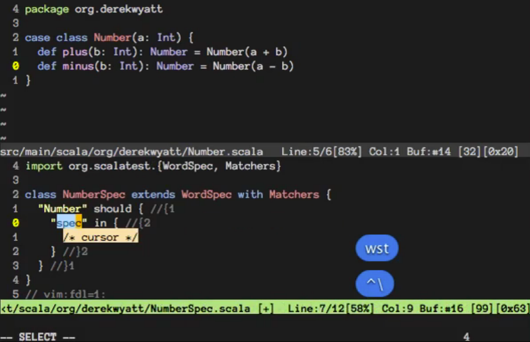 4 package org.derekwyatt
3
2 case class Number(a: Int) {
1   def plus(b: Int): Number = Number(a + b)
0   def minus(b: Int): Number = Number(a - b)
1 }
~
~
~
~
src/main/scala/org/derekwyatt/Number.scala   Line:5/6[83%] Col:1 Buf:#14 [32][0x20]
4 import org.scalatest.{WordSpec, Matchers}
3
2 class NumberSpec extends WordSpec with Matchers {
1   "Number" should { //{1
0     "spec" in { //{2
1       /* cursor */
2     } //}2
3   } //}1
4 }
5 // vim:fdl=1:
wst
^\
<t/scala/org/derekwyatt/NumberSpec.scala [+]   Line:7/12[58%] Col:9 Buf:#16 [99][0x63]
-- SELECT --   4